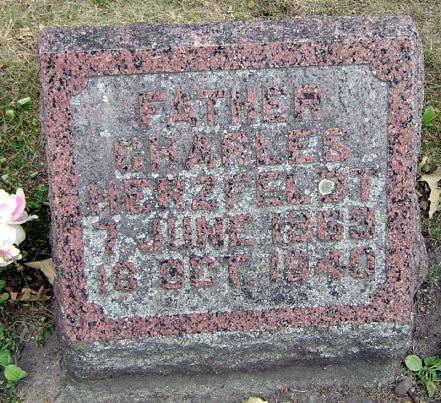 FATHER
CHARLES
HERZFELDT
7 JUNE 1863
16 OCT. 1940